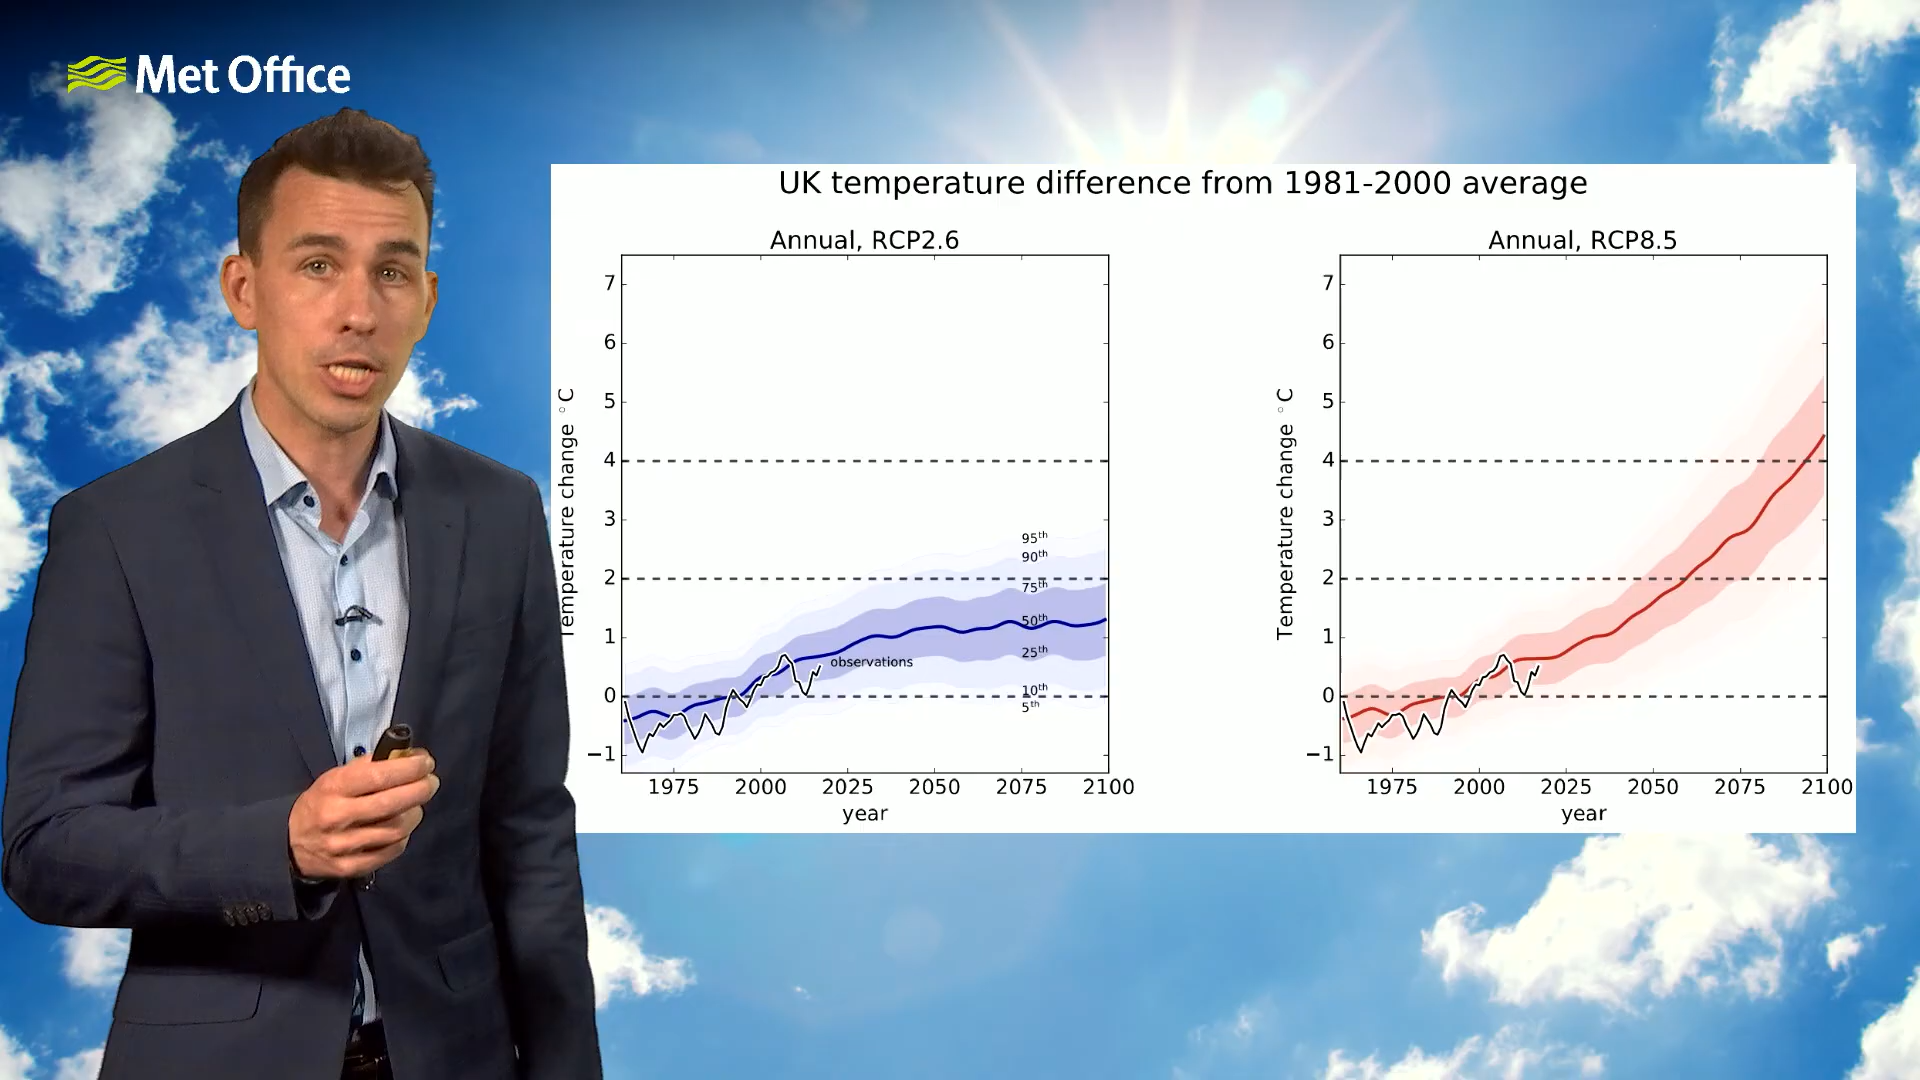 Met Office
UK temperature difference from 1981-2000 average
Annual, RCP2.6
Temperature change °C
7
6
5
4
3
2
1
0
−1
95th
90th
75th
50th
25th
10th
5th
observations
1975 2000 2025 2050 2075 2100
year
Annual, RCP8.5
Temperature change °C
7
6
5
4
3
2
1
0
−1
1975 2000 2025 2050 2075 2100
year